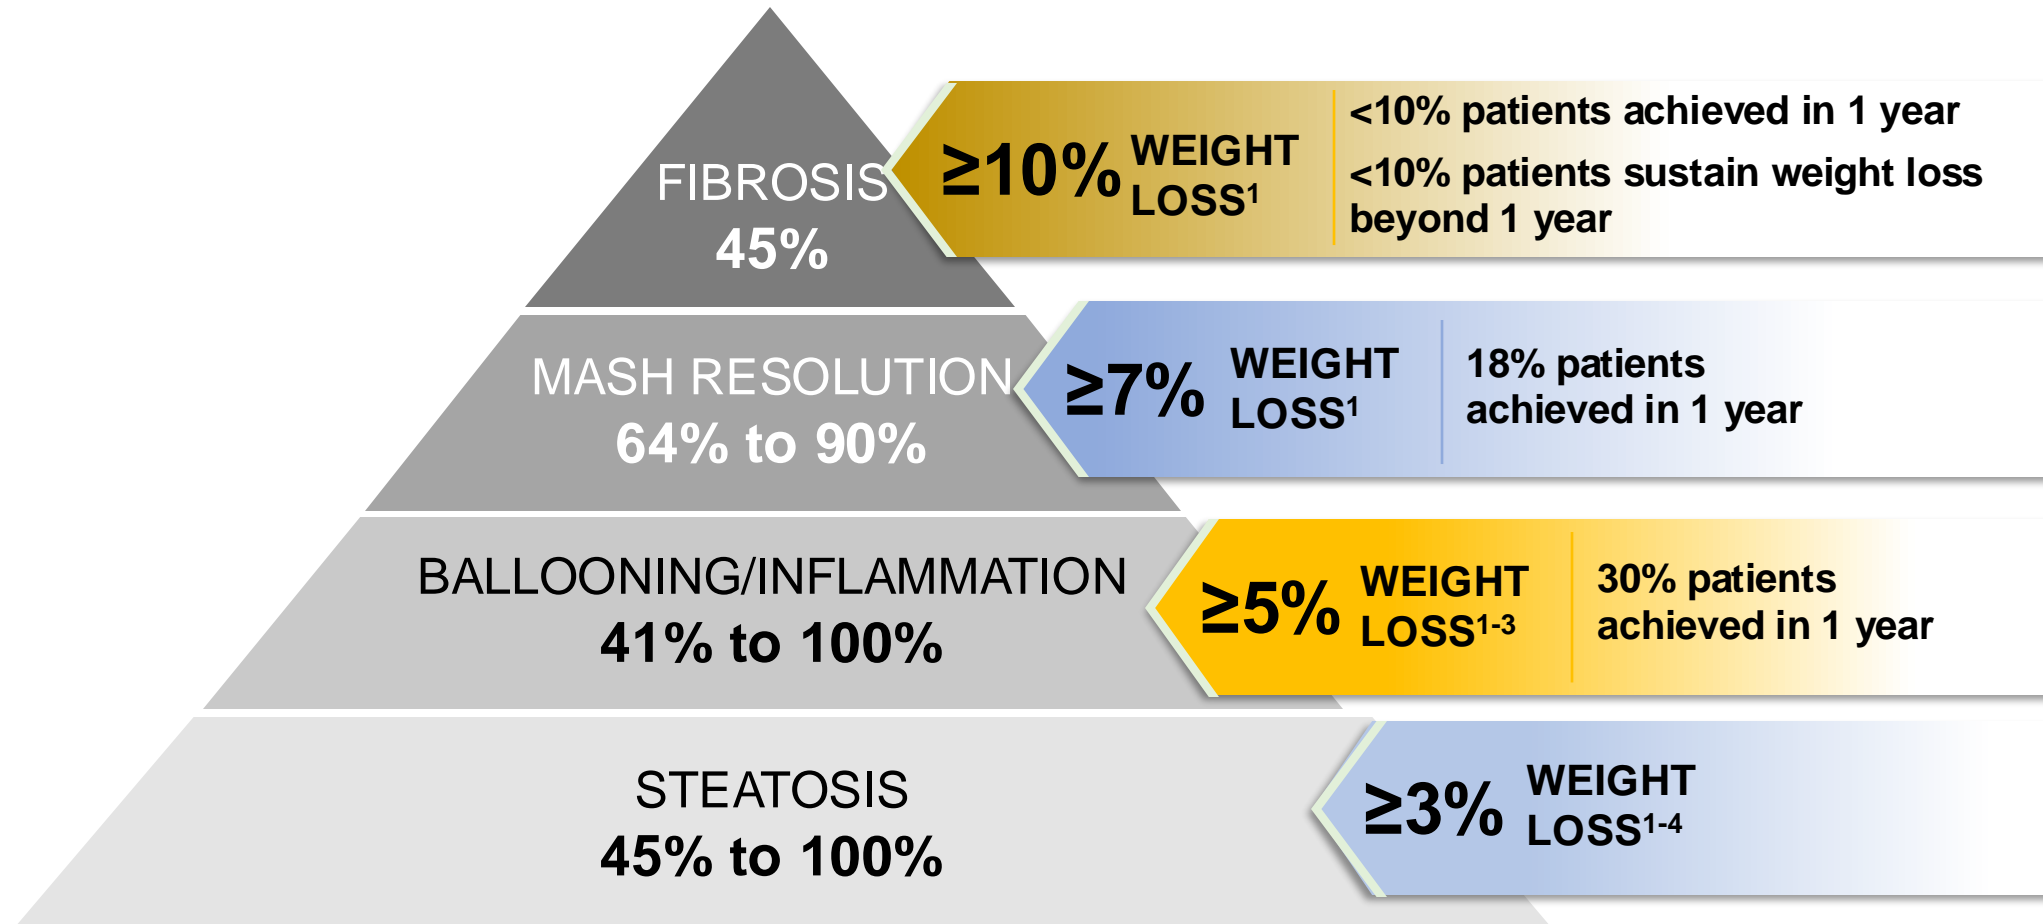 FIBROSIS
45%
≥10% WEIGHT
LOSS¹
<10% patients achieved in 1 year
<10% patients sustain weight loss
beyond 1 year
MASH RESOLUTION
64% to 90%
≥7% WEIGHT
LOSS¹
18% patients
achieved in 1 year
BALLOONING/INFLAMMATION
41% to 100%
≥5% WEIGHT
LOSS¹⁻³
30% patients
achieved in 1 year
STEATOSIS
45% to 100%
≥3% WEIGHT
LOSS¹⁻⁴